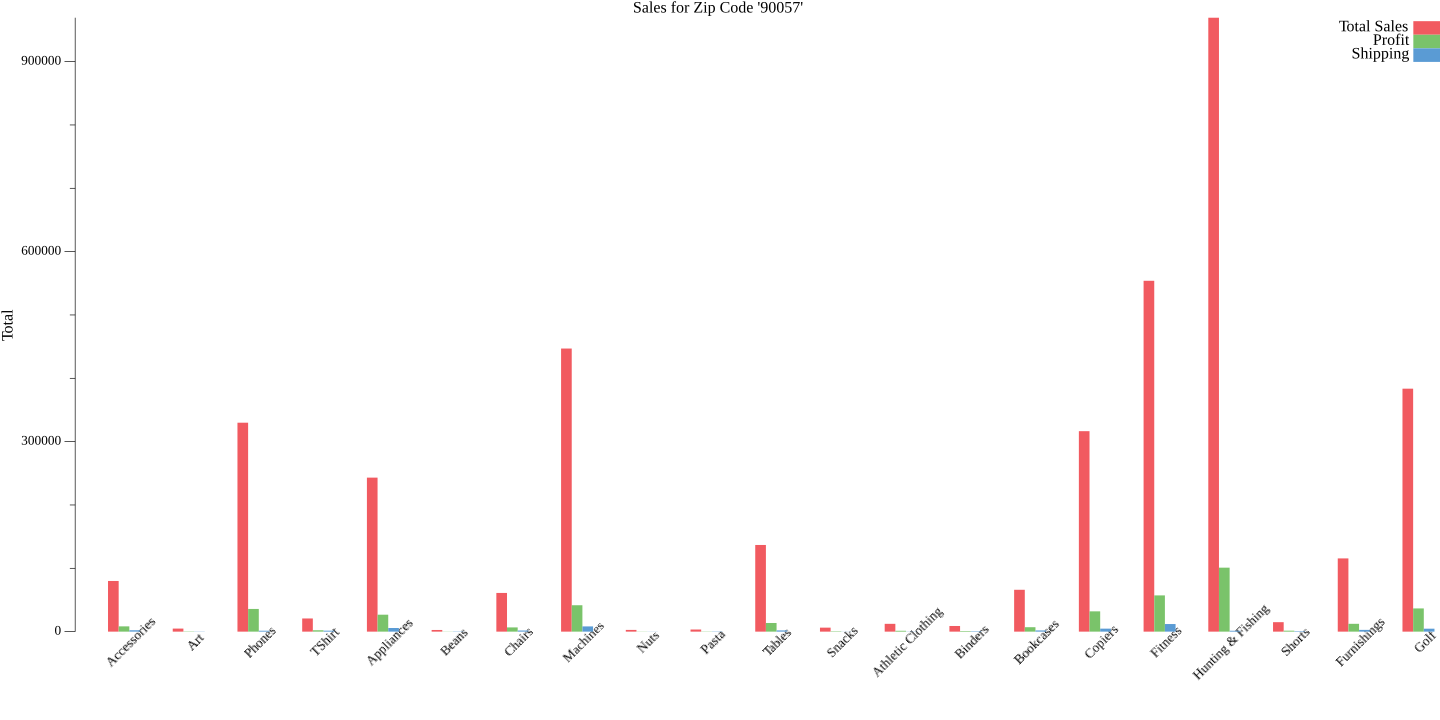 Sales for Zip Code '90057'
Total Sales
Profit
Shipping
900000
600000
300000
0
Total
Accessories
Art
Phones
TShirt
Appliances
Beans
Chairs
Machines
Nuts
Pasta
Tables
Snacks
Athletic Clothing
Binders
Bookcases
Copiers
Fitness
Hunting & Fishing
Shorts
Furnishings
Golf